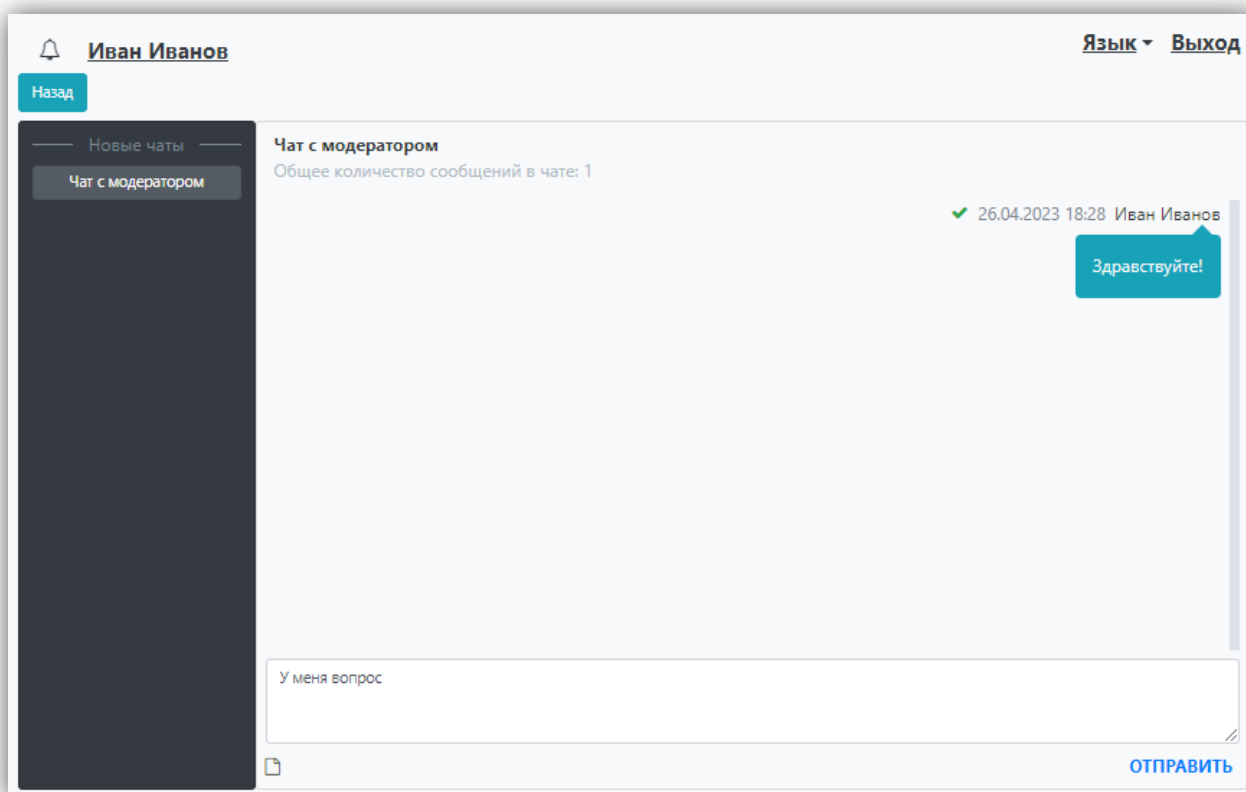 Иван Иванов
Язык Выход
Назад
Новые чаты
Чат с модератором
Чат с модератором
Общее количество сообщений в чате: 1
26.04.2023 18:28 Иван Иванов
Здравствуйте!
У меня вопрос
ОТПРАВИТЬ